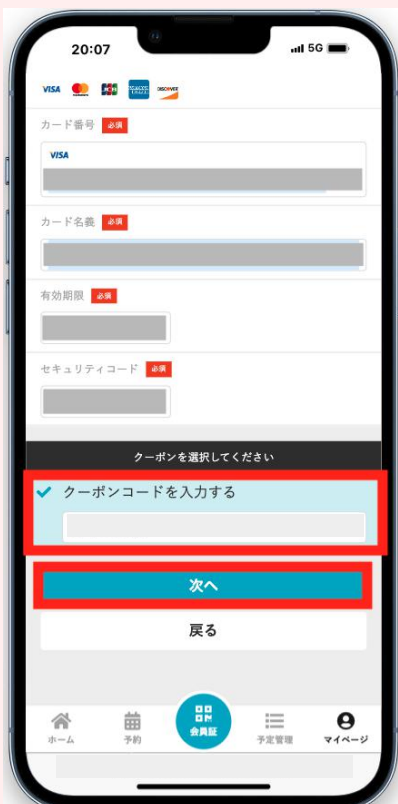 20:07
5G
VISA
DISCOVER
カード番号 必須
VISA
カード名義 必須
有効期限 必須
セキュリティコード 必須
クーポンを選択してください
クーポンコードを入力する
次へ
戻る
ホーム
予約
会員証
予定管理
マイページ